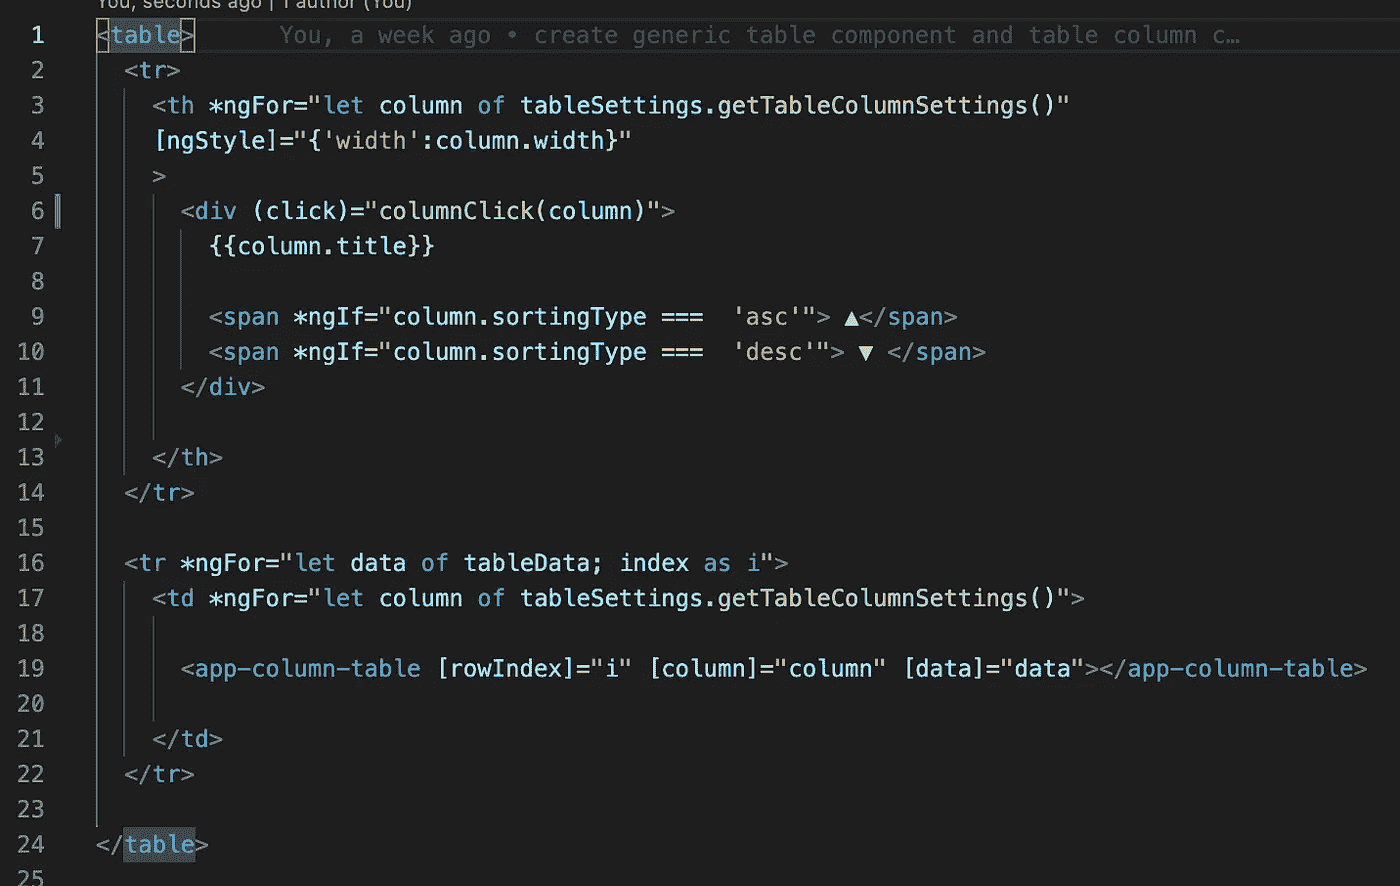 You, seconds ago | 1 author (You)
1 <table> You, a week ago • create generic table component and table column c…
2 <tr>
3 <th *ngFor="let column of tableSettings.getTableColumnSettings()"
4 [ngStyle]="{'width':column.width}"
5 >
6 <div (click)="columnClick(column)">
7 {{column.title}}
8
9 <span *ngIf="column.sortingType ===  'asc'"> ▲</span>
10 <span *ngIf="column.sortingType ===  'desc'"> ▼ </span>
11 </div>
12
13 </th>
14 </tr>
15
16 <tr *ngFor="let data of tableData; index as i">
17 <td *ngFor="let column of tableSettings.getTableColumnSettings()">
18
19 <app-column-table [rowIndex]="i" [column]="column" [data]="data"></app-column-table>
20
21 </td>
22 </tr>
23
24 </table>
25